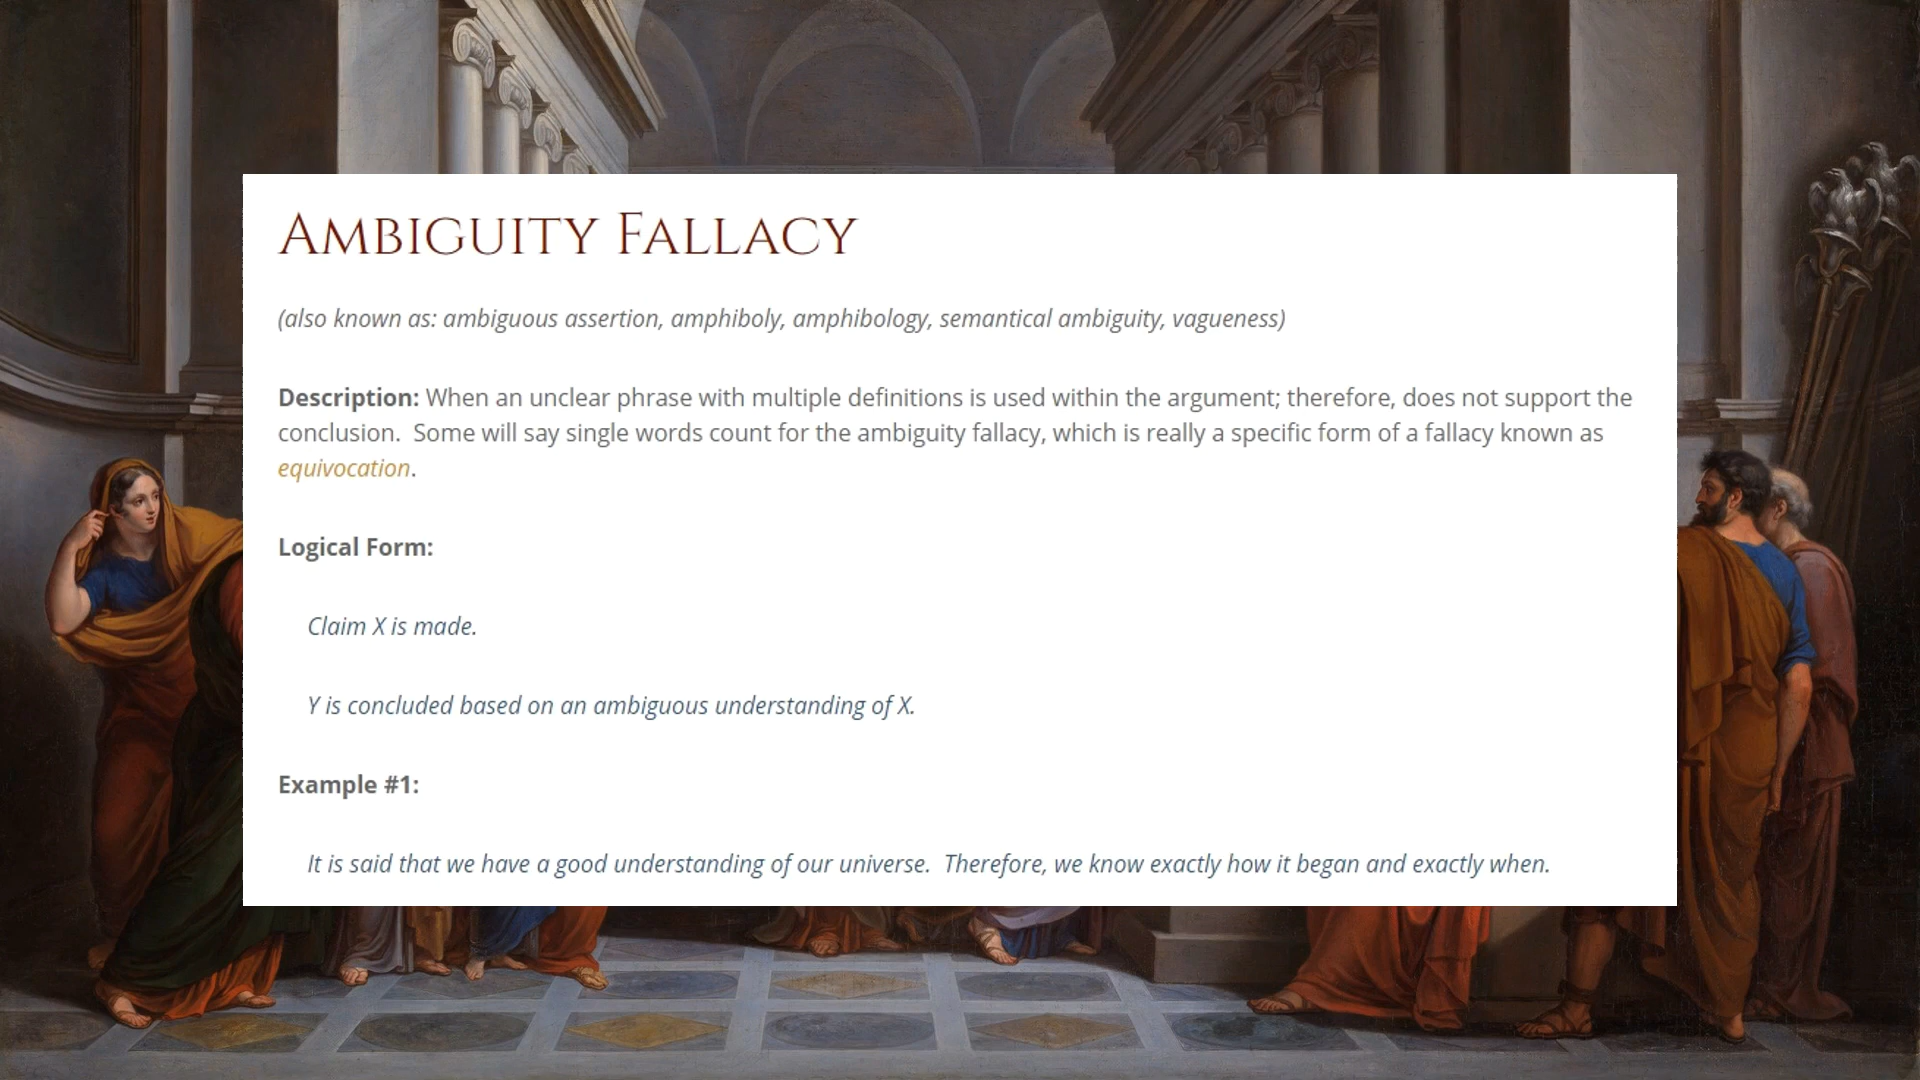 AMBIGUITY FALLACY
(also known as: ambiguous assertion, amphiboly, amphibology, semantical ambiguity, vagueness)
Description: When an unclear phrase with multiple definitions is used within the argument; therefore, does not support the
conclusion.  Some will say single words count for the ambiguity fallacy, which is really a specific form of a fallacy known as
equivocation.
Logical Form:
Claim X is made.
Y is concluded based on an ambiguous understanding of X.
Example #1:
It is said that we have a good understanding of our universe.  Therefore, we know exactly how it began and exactly when.